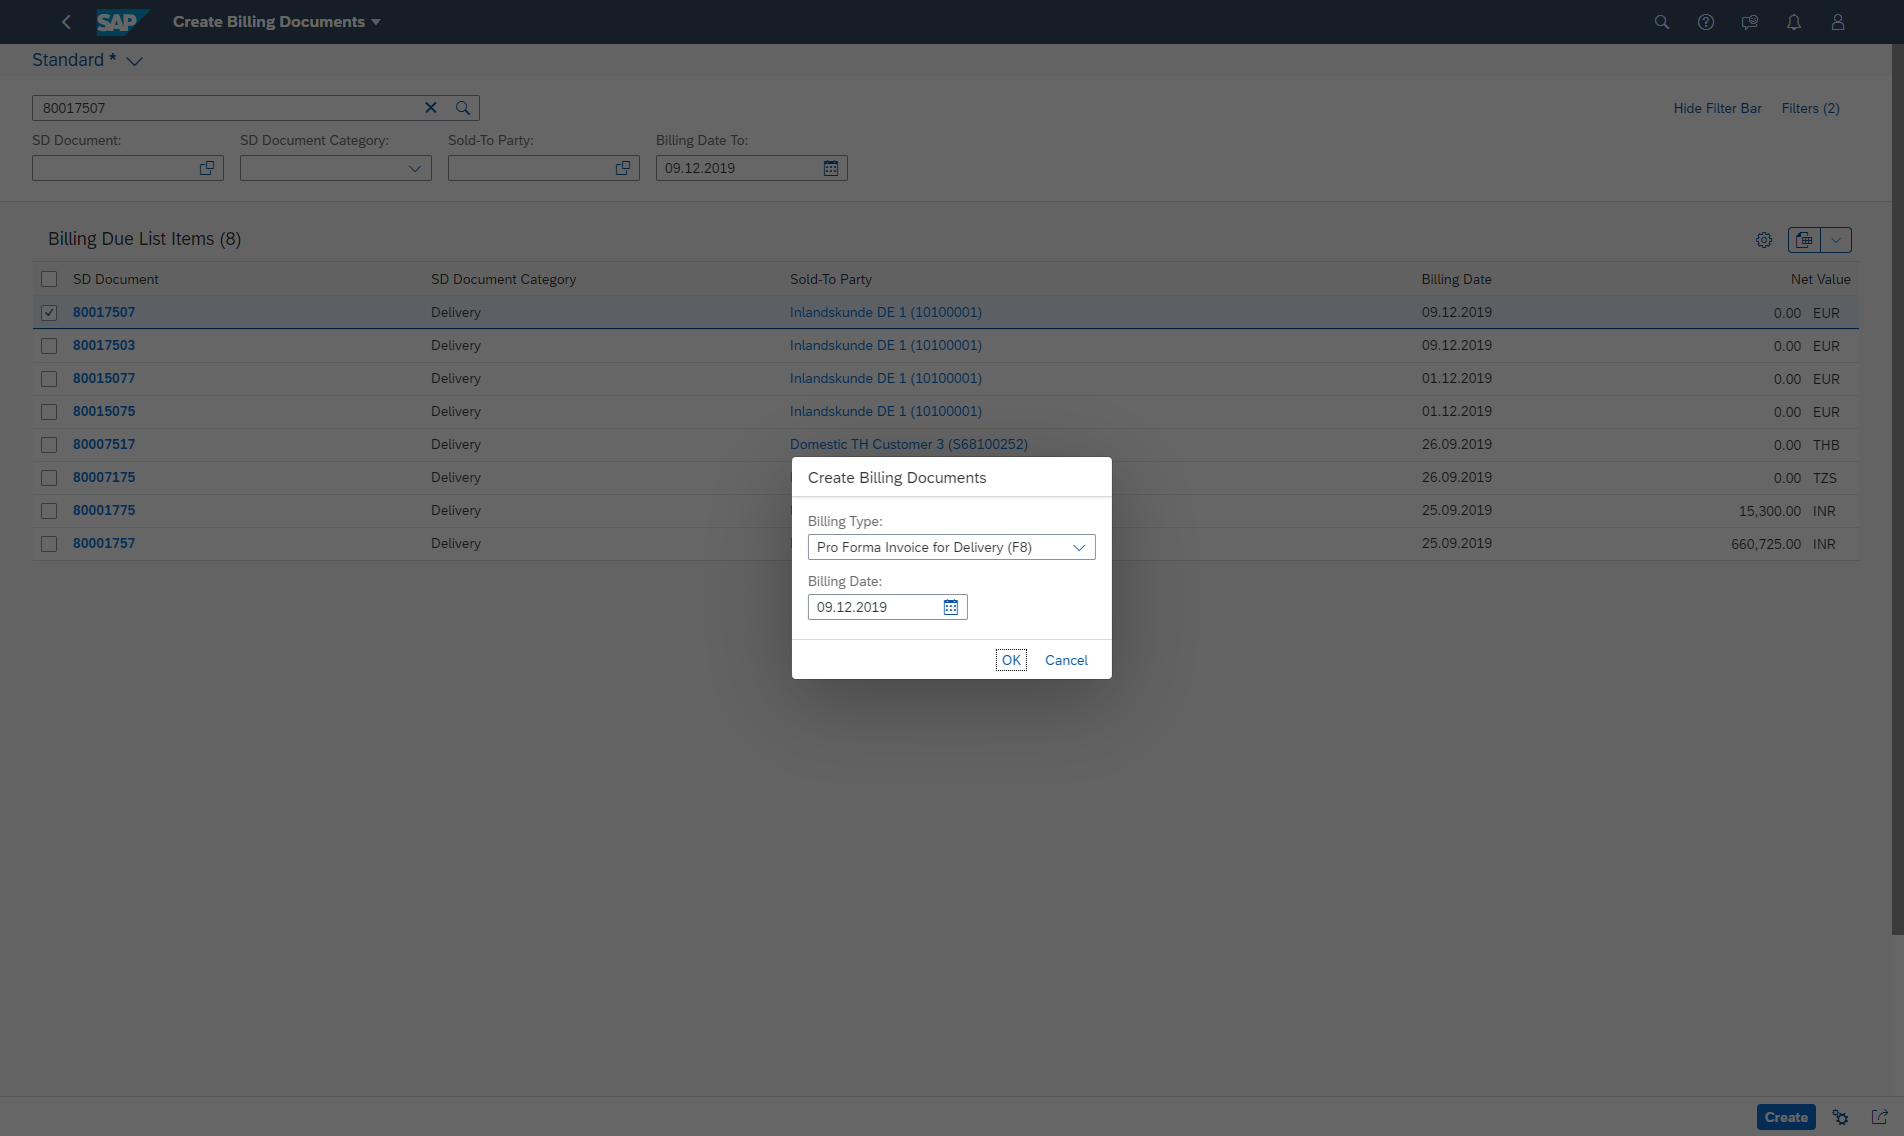 SAP Create Billing Documents
Standard *
80017507
Hide Filter Bar Filters (2)
SD Document: SD Document Category: Sold-To Party: Billing Date To:
09.12.2019
Billing Due List Items (8)
SD Document SD Document Category Sold-To Party Billing Date Net Value
80017507 Delivery Inlandskunde DE 1 (10100001) 09.12.2019 0.00 EUR
80017503 Delivery Inlandskunde DE 1 (10100001) 09.12.2019 0.00 EUR
80015077 Delivery Inlandskunde DE 1 (10100001) 01.12.2019 0.00 EUR
80015075 Delivery Inlandskunde DE 1 (10100001) 01.12.2019 0.00 EUR
80007517 Delivery Domestic TH Customer 3 (S68100252) 26.09.2019 0.00 THB
80007175 Delivery 26.09.2019 0.00 TZS
80001775 Delivery 25.09.2019 15,300.00 INR
80001757 Delivery 25.09.2019 660,725.00 INR
Create Billing Documents
Billing Type:
Pro Forma Invoice for Delivery (F8)
Billing Date:
09.12.2019
OK Cancel
Create